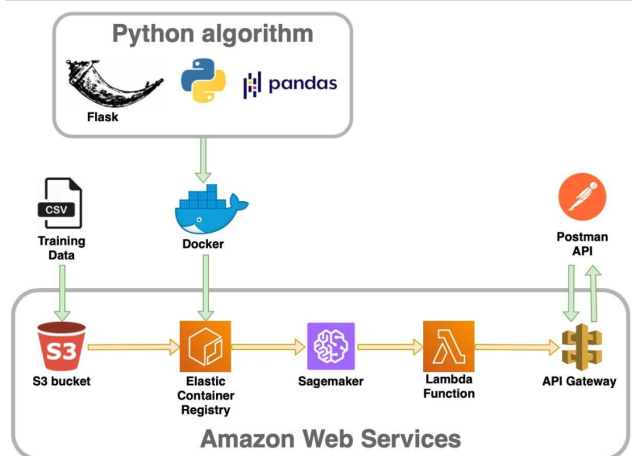 Python algorithm
Flask
pandas
CSV
Training
Data
Docker
Postman
API
S3
S3 bucket
Elastic
Container
Registry
Sagemaker
Lambda
Function
API Gateway
Amazon Web Services